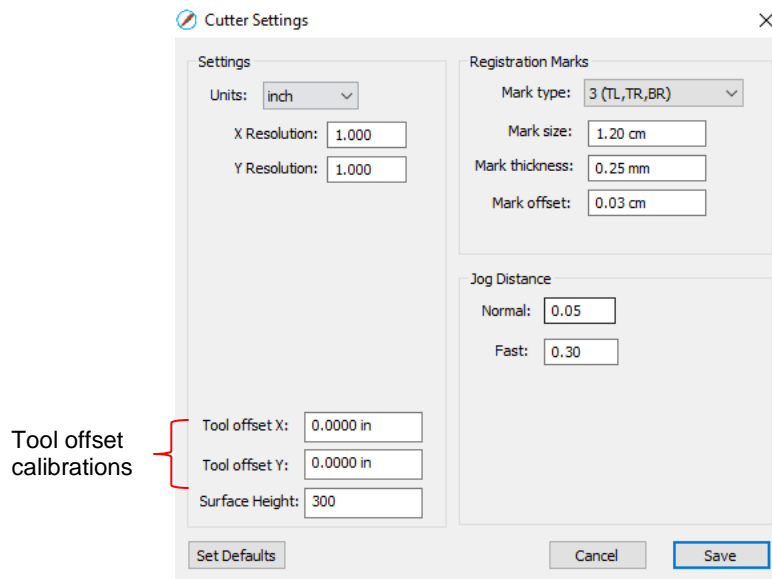 Cutter Settings
Settings
Units: inch
X Resolution: 1.000
Y Resolution: 1.000
Tool offset X: 0.0000 in
Tool offset Y: 0.0000 in
Surface Height: 300
Registration Marks
Mark type: 3 (TL,TR,BR)
Mark size: 1.20 cm
Mark thickness: 0.25 mm
Mark offset: 0.03 cm
Jog Distance
Normal: 0.05
Fast: 0.30
Tool offset
calibrations
Set Defaults
Cancel
Save